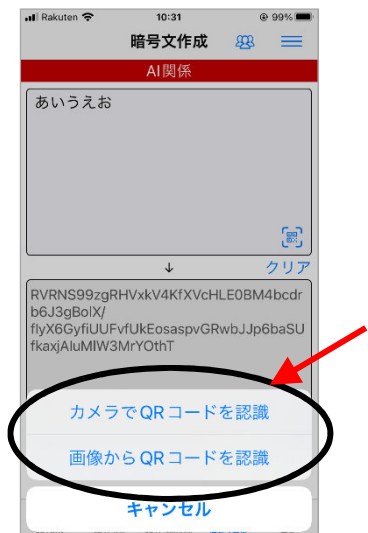 Rakuten 10:31 99%
暗号文作成
AI関係
あいうえお
↓
クリア
RVRNS99zgRHVxkV4KfXVcHLE0BM4bcdr
b6J3gBolX/
flyX6GyfiUUFvfUkEosaspvGRwbJJp6baSU
fkaxjAIuMIW3MrYOthT
カメラでQRコードを認識
画像からQRコードを認識
キャンセル